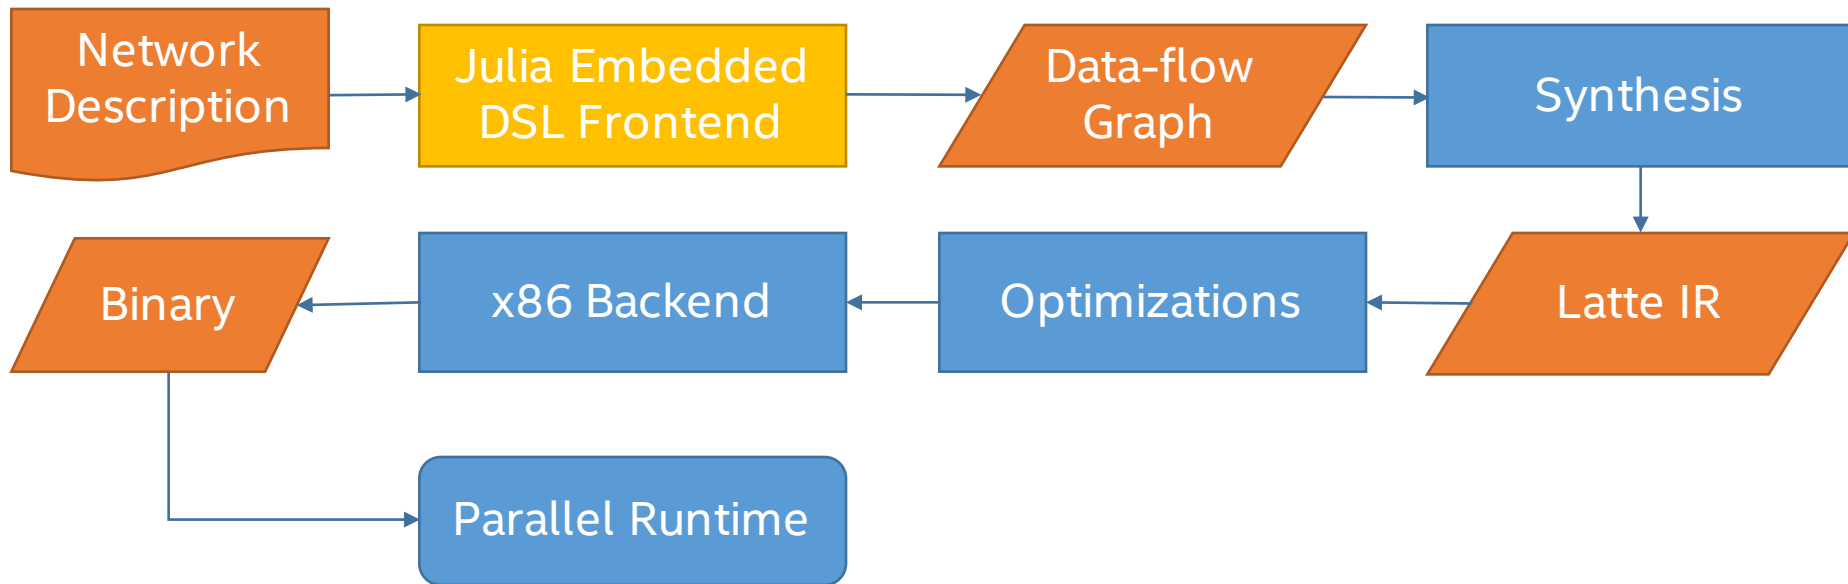 Network
Description
Julia Embedded
DSL Frontend
Data-flow
Graph
Synthesis
Binary
x86 Backend
Optimizations
Latte IR
Parallel Runtime